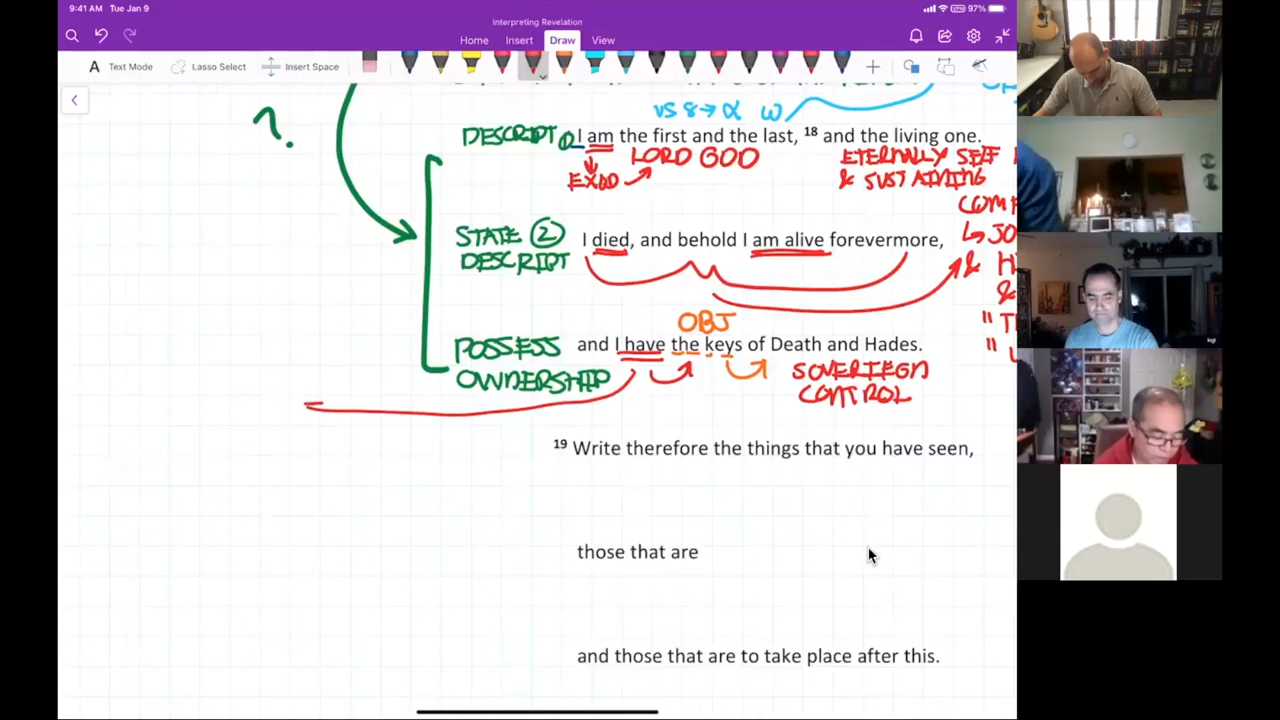 9:41 AM Tue Jan 9
97%
Interpreting Revelation
Home Insert Draw View
A Text Mode Lasso Select Insert Space
vs 8 → α ω
?
DESCRIPT I am the first and the last, 18 and the living one.
LORD GOD
ETERNALLY SELF
EXOD
& SUSTAINING
STATE ② I died, and behold I am alive forevermore,
DESCRIPT
OBJ
POSSESS and I have the keys of Death and Hades.
OWNERSHIP
SOVERIEGN
CONTROL
19 Write therefore the things that you have seen,
those that are
and those that are to take place after this.